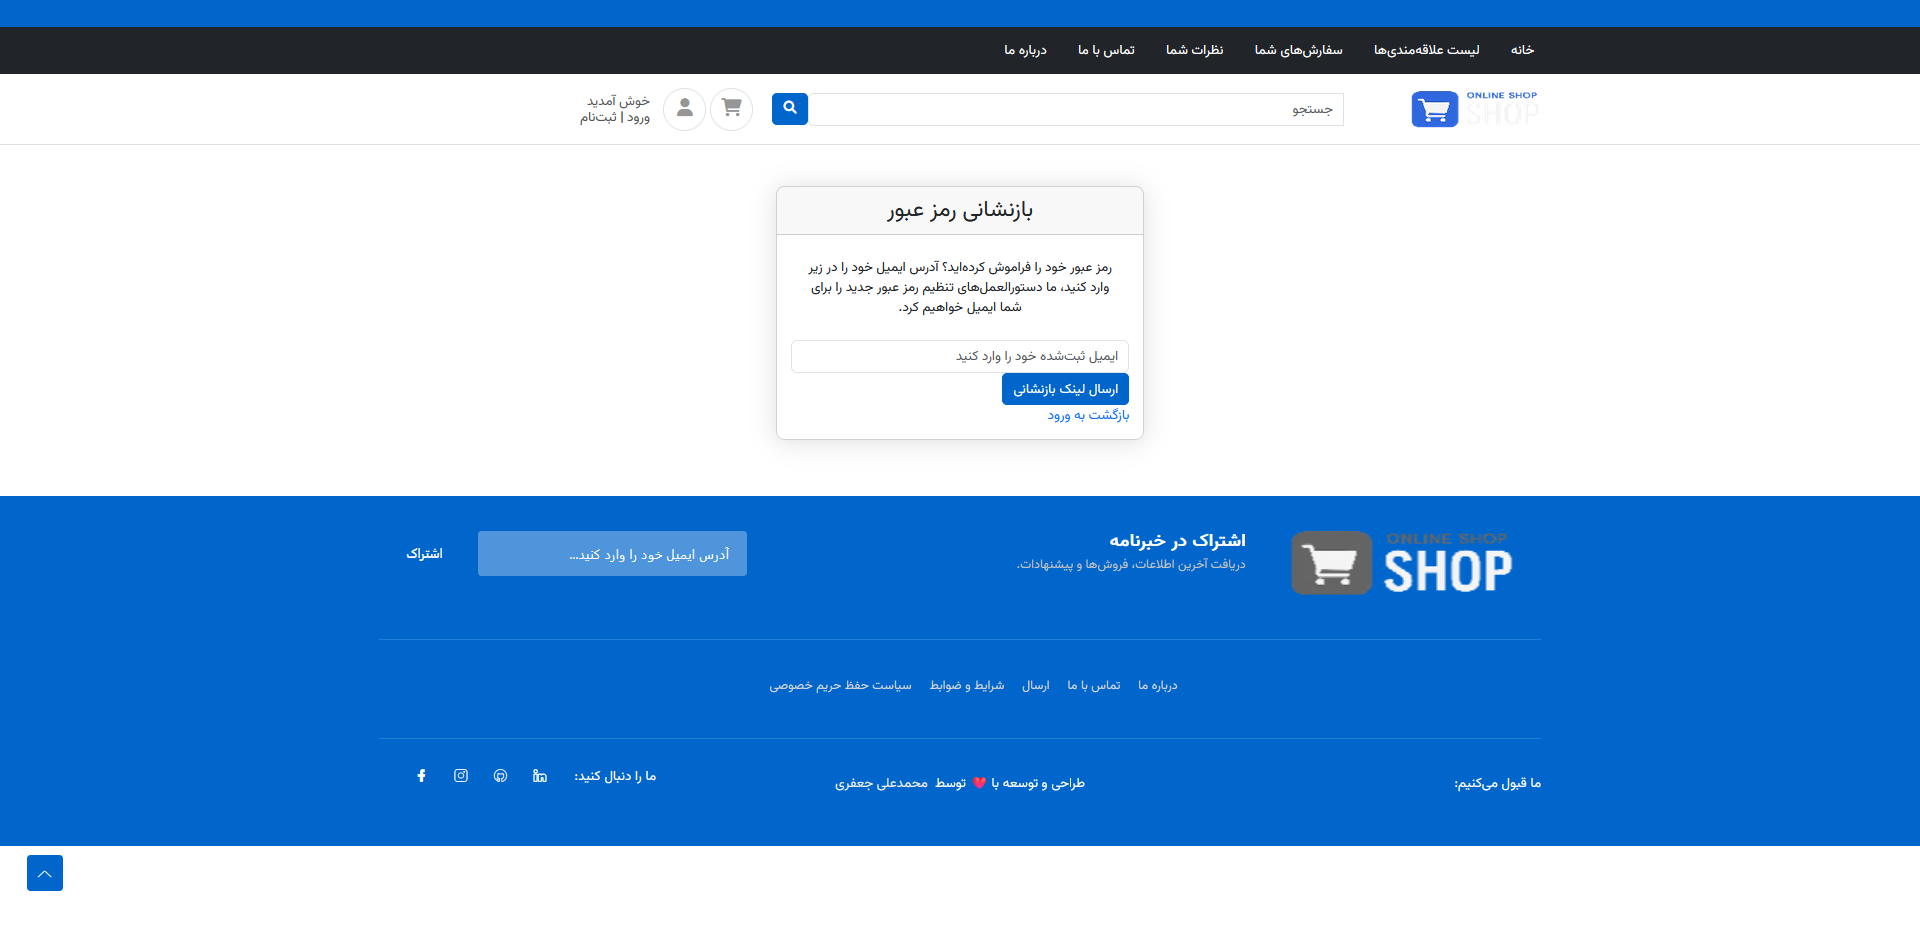 خانه
لیست علاقه‌مندی‌ها
سفارش‌های شما
نظرات شما
تماس با ما
درباره ما
ONLINE SHOP
SHOP
جستجو
خوش آمدید
ورود | ثبت‌نام
بازنشانی رمز عبور
رمز عبور خود را فراموش کرده‌اید؟ آدرس ایمیل خود را در زیر
وارد کنید، ما دستورالعمل‌های تنظیم رمز عبور جدید را برای
شما ایمیل خواهیم کرد.
ایمیل ثبت‌شده خود را وارد کنید
ارسال لینک بازنشانی
بازگشت به ورود
ONLINE SHOP
SHOP
اشتراک در خبرنامه
دریافت آخرین اطلاعات، فروش‌ها و پیشنهادات.
آدرس ایمیل خود را وارد کنید...
اشتراک
درباره ما
تماس با ما
ارسال
شرایط و ضوابط
سیاست حفظ حریم خصوصی
ما قبول می‌کنیم:
طراحی و توسعه با 💗 توسط محمدعلی جعفری
ما را دنبال کنید: